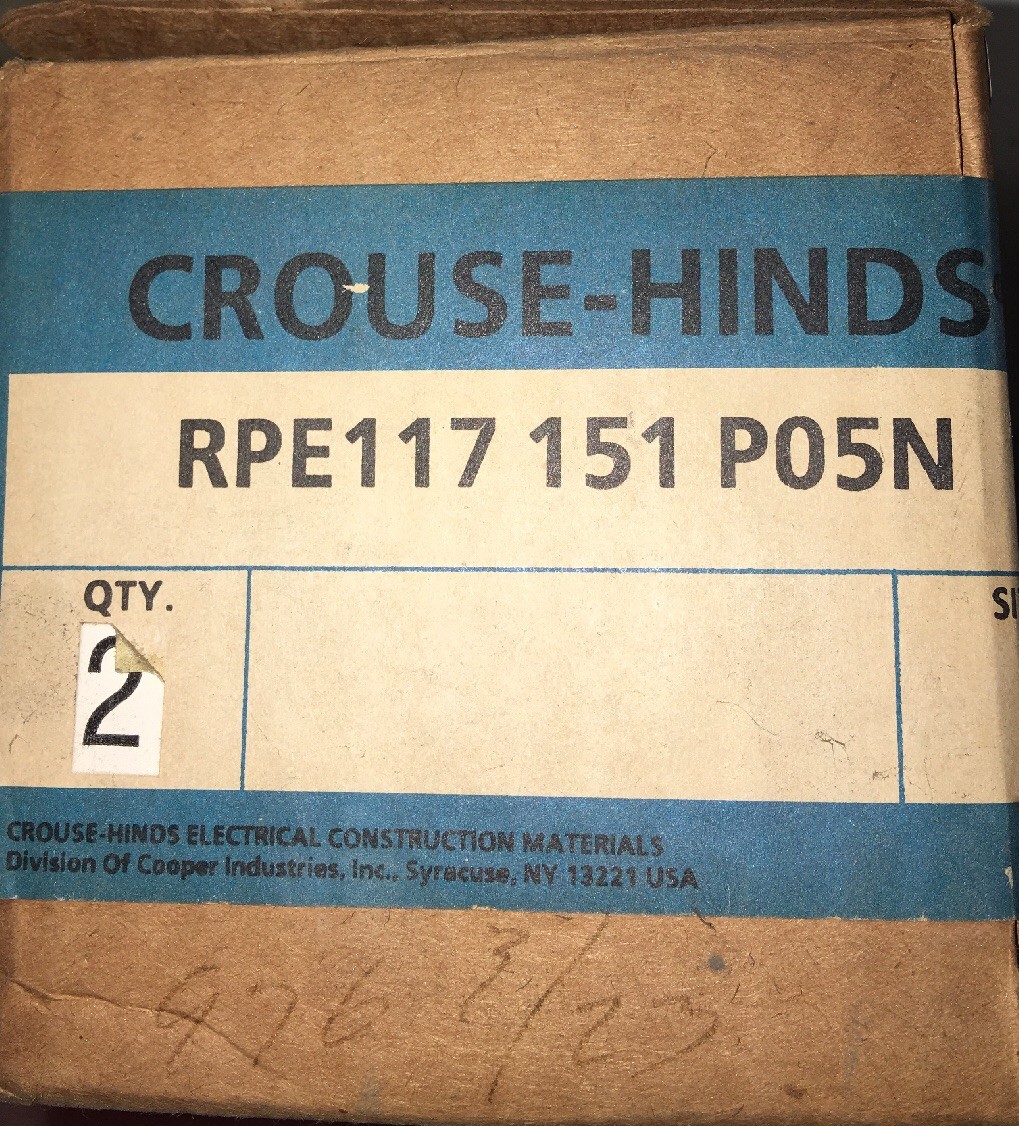 CROUSE-HINDS
RPE117 151 P05N
QTY.
2
CROUSE-HINDS ELECTRICAL CONSTRUCTION MATERIALS
Division Of Cooper Industries, Inc., Syracuse, NY 13221 USA